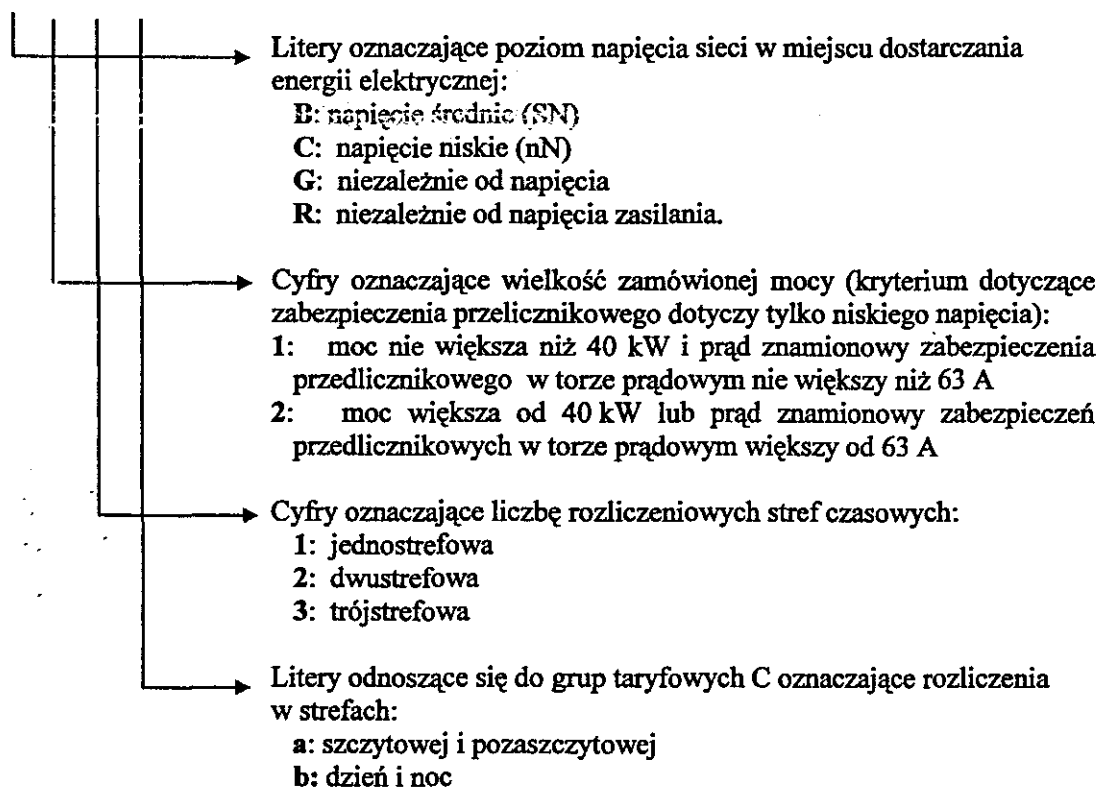 Litery oznaczające poziom napięcia sieci w miejscu dostarczania
energii elektrycznej:
B: napięcie średnie (SN)
C: napięcie niskie (nN)
G: niezależnie od napięcia
R: niezależnie od napięcia zasilania.
Cyfry oznaczające wielkość zamówionej mocy (kryterium dotyczące
zabezpieczenia przelicznikowego dotyczy tylko niskiego napięcia):
1: moc nie większa niż 40 kW i prąd znamionowy zabezpieczenia
przedlicznikowego w torze prądowym nie większy niż 63 A
2: moc większa od 40 kW lub prąd znamionowy zabezpieczeń
przedlicznikowych w torze prądowym większy od 63 A
Cyfry oznaczające liczbę rozliczeniowych stref czasowych:
1: jednostrefowa
2: dwustrefowa
3: trójstrefowa
Litery odnoszące się do grup taryfowych C oznaczające rozliczenia
w strefach:
a: szczytowej i pozaszczytowej
b: dzień i noc